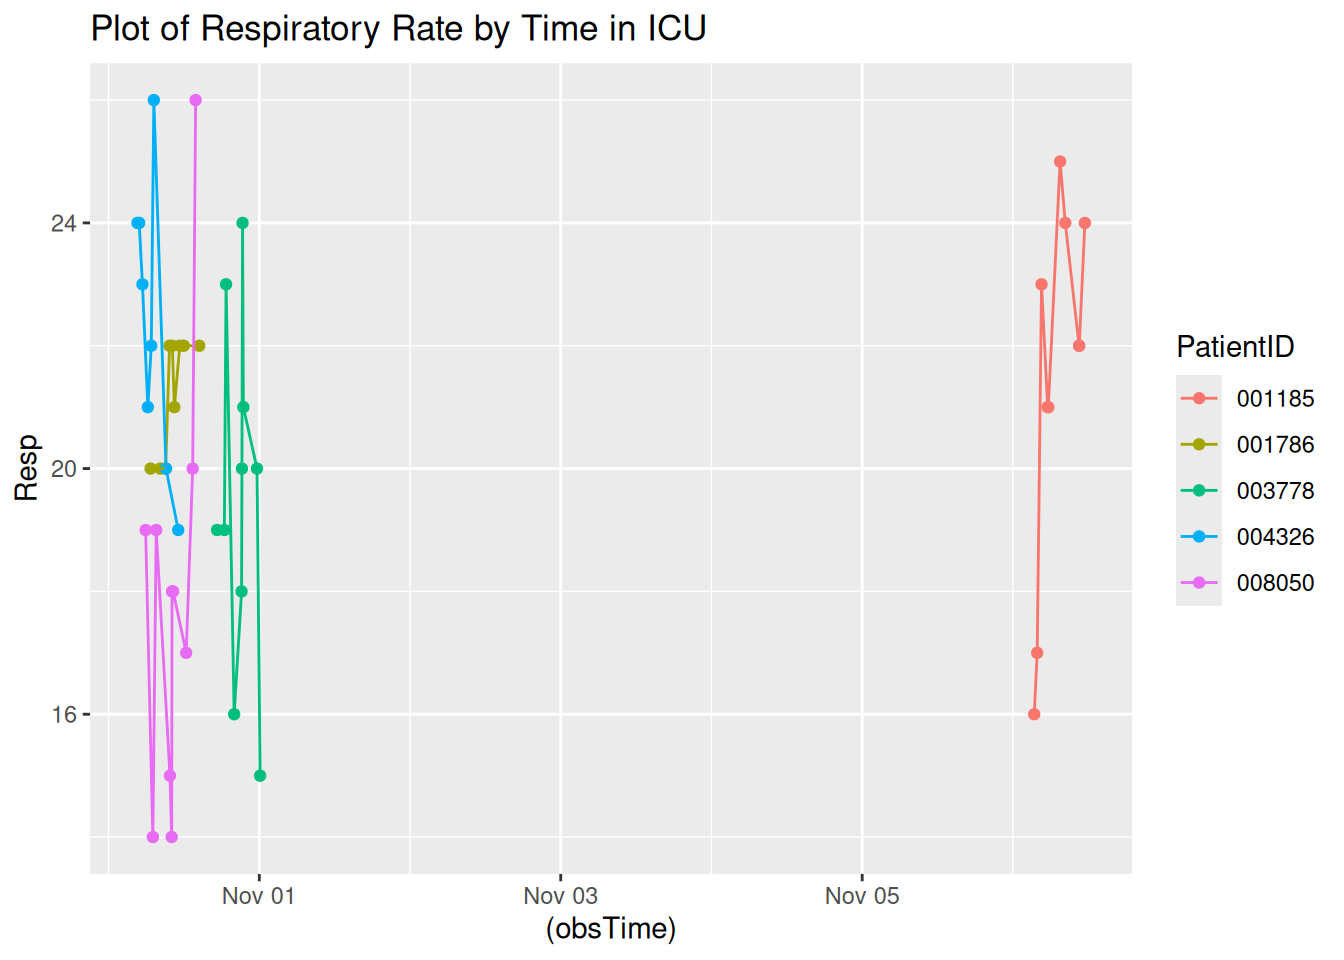 Plot of Respiratory Rate by Time in ICU
24
20
16
Resp
Nov 01
Nov 03
Nov 05
(obsTime)
PatientID
001185
001786
003778
004326
008050